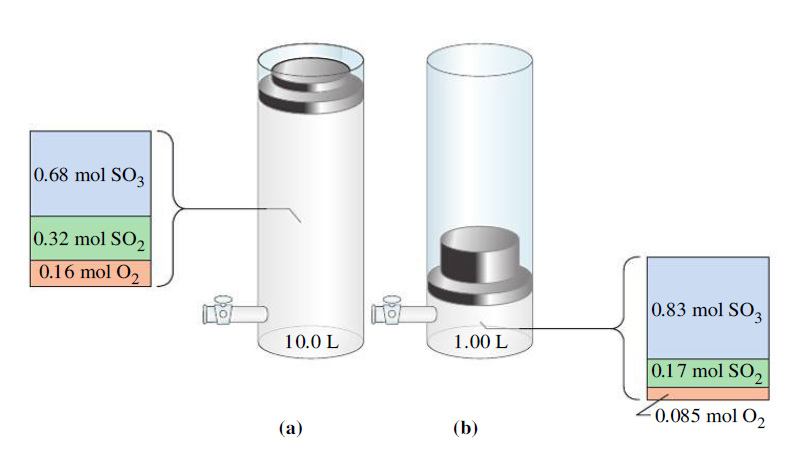 0.68 mol SO₃
0.32 mol SO₂
0.16 mol O₂
10.0 L
(a)
1.00 L
(b)
0.83 mol SO₃
0.17 mol SO₂
0.085 mol O₂